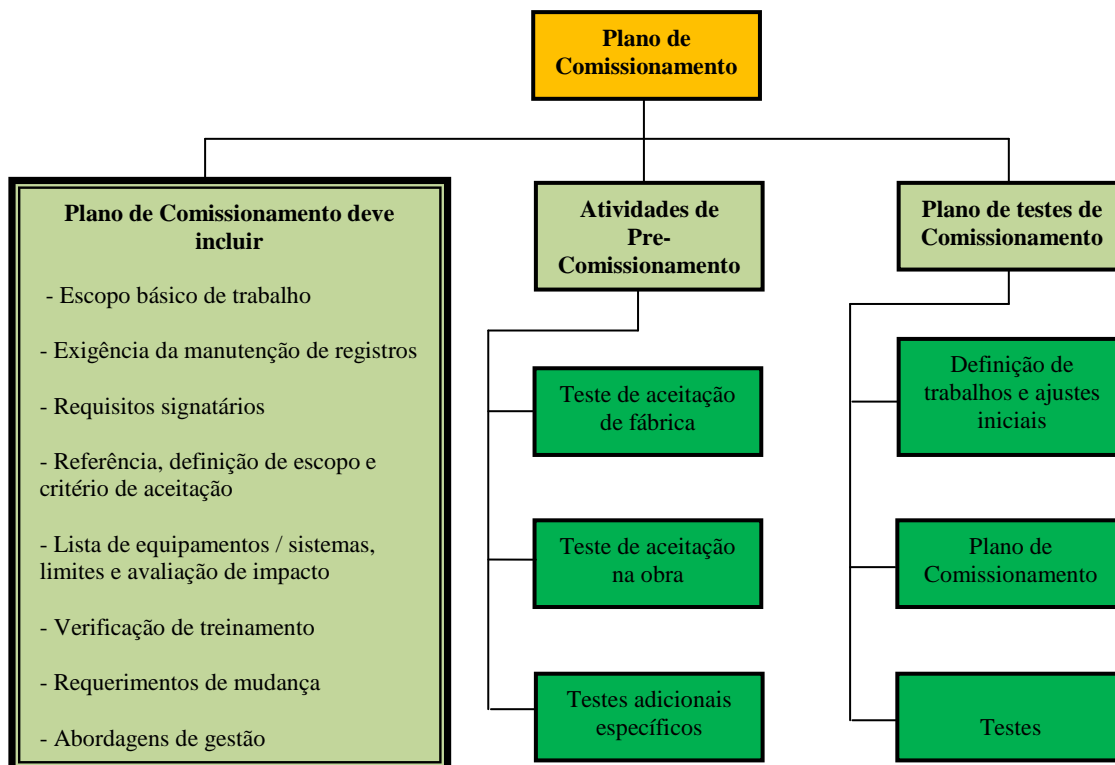 Plano de
Comissionamento
Plano de Comissionamento deve
incluir
- Escopo básico de trabalho
- Exigência da manutenção de registros
- Requisitos signatários
- Referência, definição de escopo e
critério de aceitação
- Lista de equipamentos / sistemas,
limites e avaliação de impacto
- Verificação de treinamento
- Requerimentos de mudança
- Abordagens de gestão
Atividades de
Pre-
Comissionamento
Teste de aceitação
de fábrica
Teste de aceitação
na obra
Testes adicionais
específicos
Plano de testes de
Comissionamento
Definição de
trabalhos e ajustes
iniciais
Plano de
Comissionamento
Testes